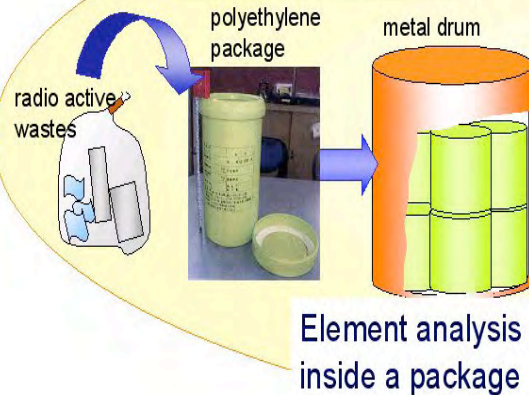 polyethylene
package
metal drum
radio active
wastes
Element analysis
inside a package